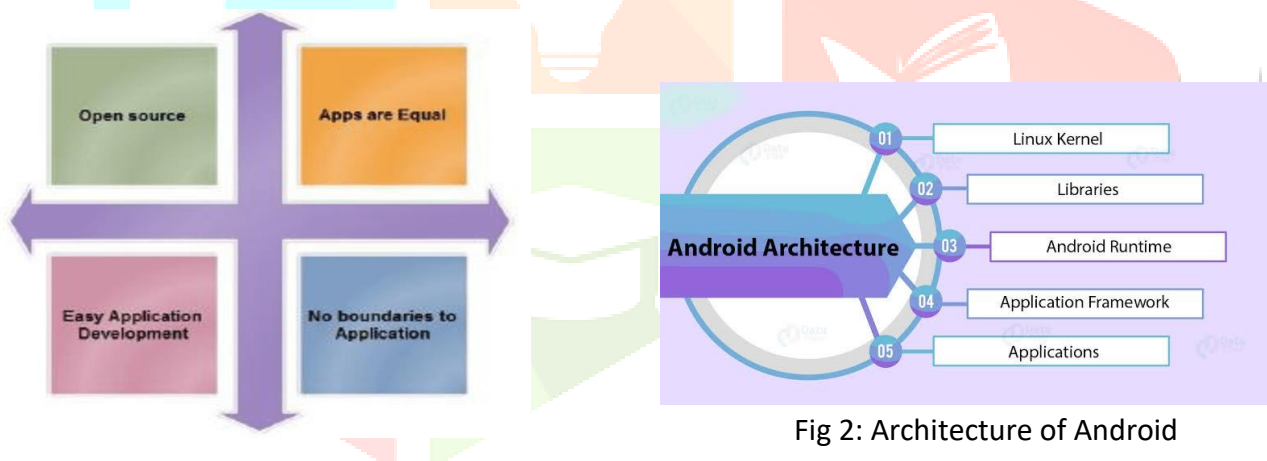 Open source
Apps are Equal
Easy Application
Development
No boundaries to
Application
Android Architecture
01
Linux Kernel
02
Libraries
03
Android Runtime
04
Application Framework
05
Applications
Fig 2: Architecture of Android